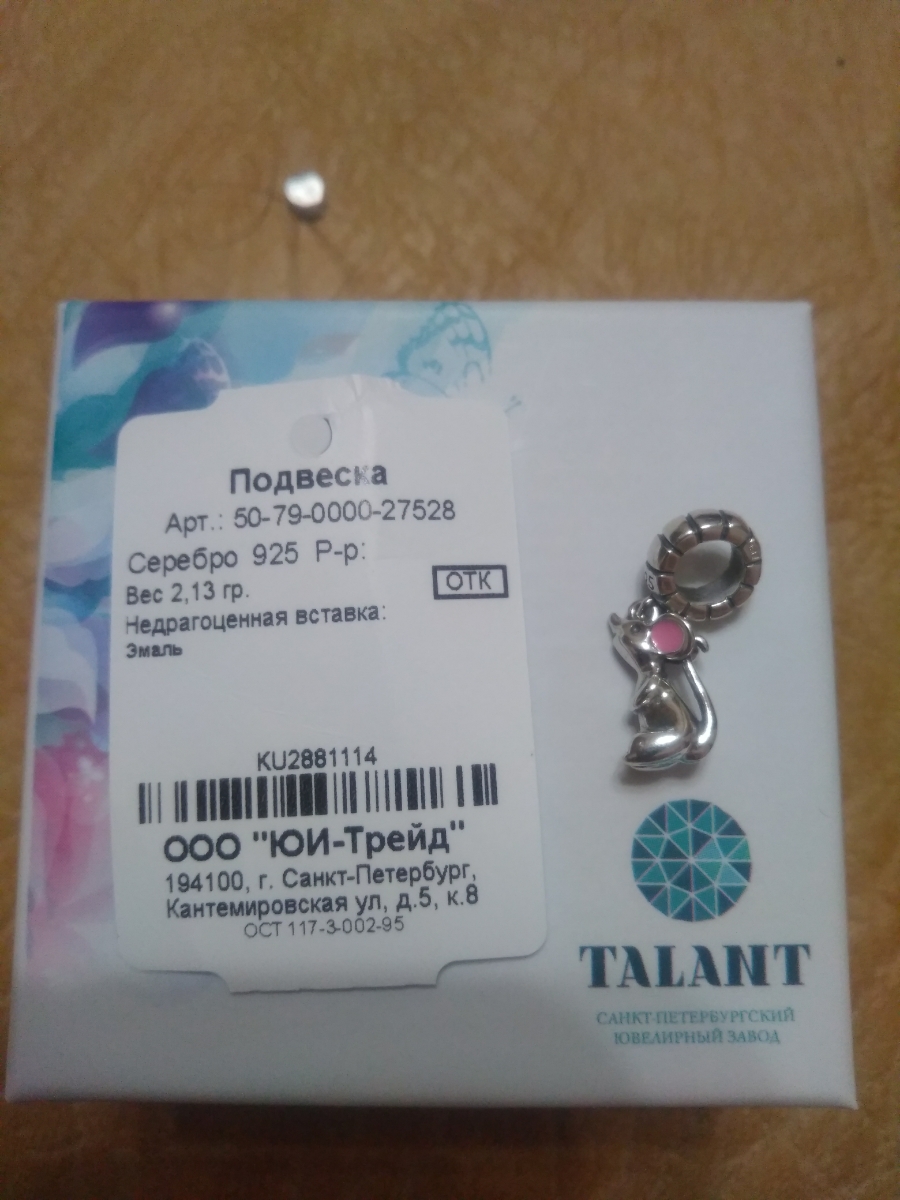 Подвеска
Арт.: 50-79-0000-27528
Серебро 925 Р-р:
Вес 2,13 гр.
ОТК
Недрагоценная вставка:
Эмаль
KU2881114
ООО "ЮИ-Трейд"
194100, г. Санкт-Петербург,
Кантемировская ул, д.5, к.8
ОСТ 117-3-002-95
TALANT
САНКТ-ПЕТЕРБУРГСКИЙ
ЮВЕЛИРНЫЙ ЗАВОД